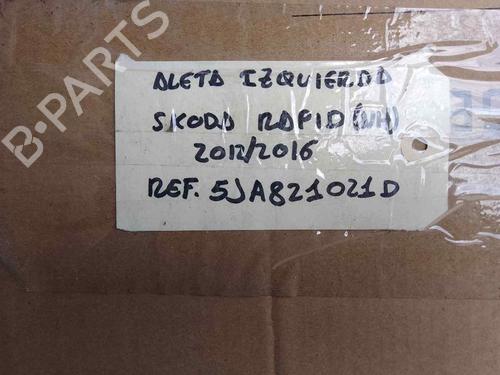 ALETA IZQUIERDA
SKODA RAPID (NH)
2012/2016
REF. 5JA821021D
B-PARTS